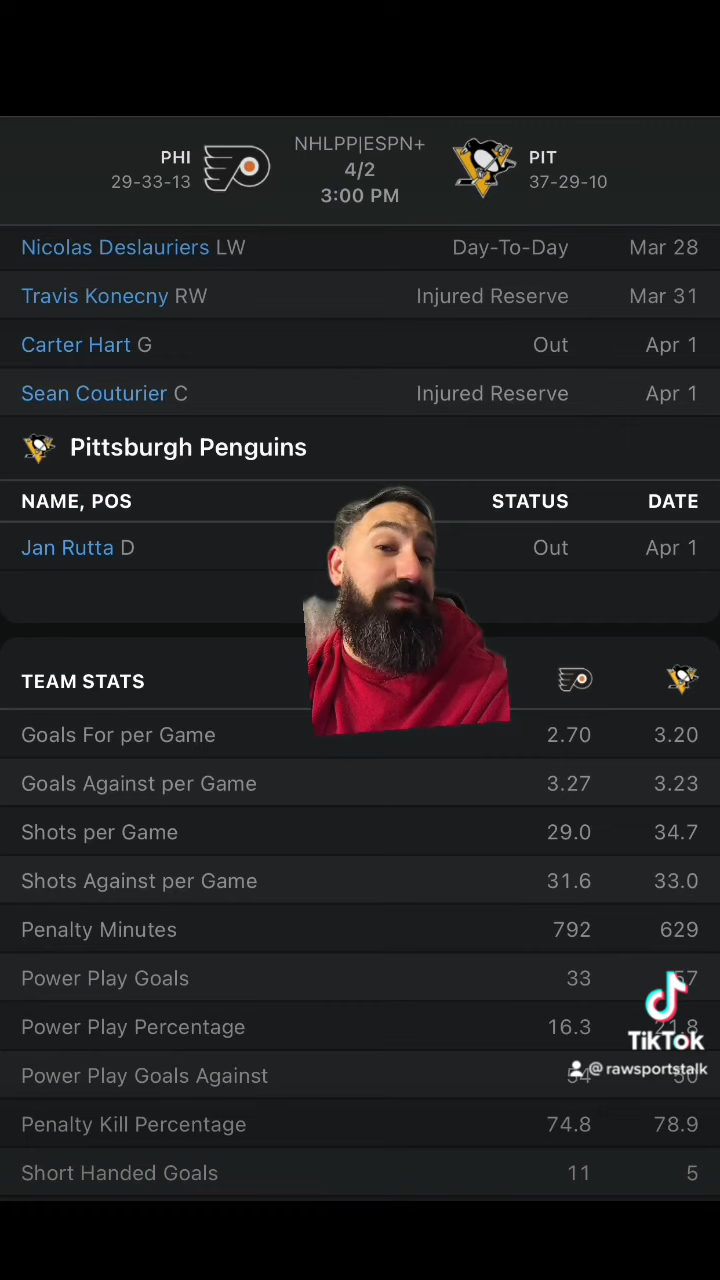 NHLPP|ESPN+
PHI
4/2
PIT
29-33-13
3:00 PM
37-29-10
Nicolas Deslauriers LW Day-To-Day Mar 28
Travis Konecny RW Injured Reserve Mar 31
Carter Hart G Out Apr 1
Sean Couturier C Injured Reserve Apr 1
Pittsburgh Penguins
NAME, POS STATUS DATE
Jan Rutta D Out Apr 1
TEAM STATS
Goals For per Game 2.70 3.20
Goals Against per Game 3.27 3.23
Shots per Game 29.0 34.7
Shots Against per Game 31.6 33.0
Penalty Minutes 792 629
Power Play Goals 33 57
Power Play Percentage 16.3 21.8
TikTok
Power Play Goals Against 54 50
@rawsportstalk
Penalty Kill Percentage 74.8 78.9
Short Handed Goals 11 5